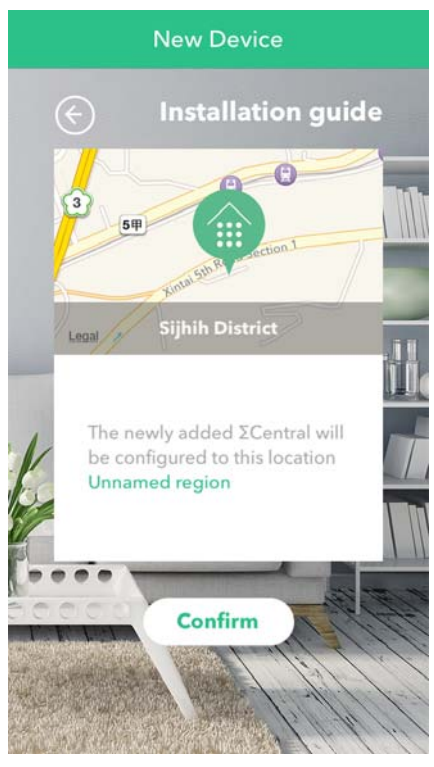 New Device
Installation guide
3
5甲
Xintai 5th Road Section 1
Legal
Sijhih District
The newly added ΣCentral will
be configured to this location
Unnamed region
Confirm